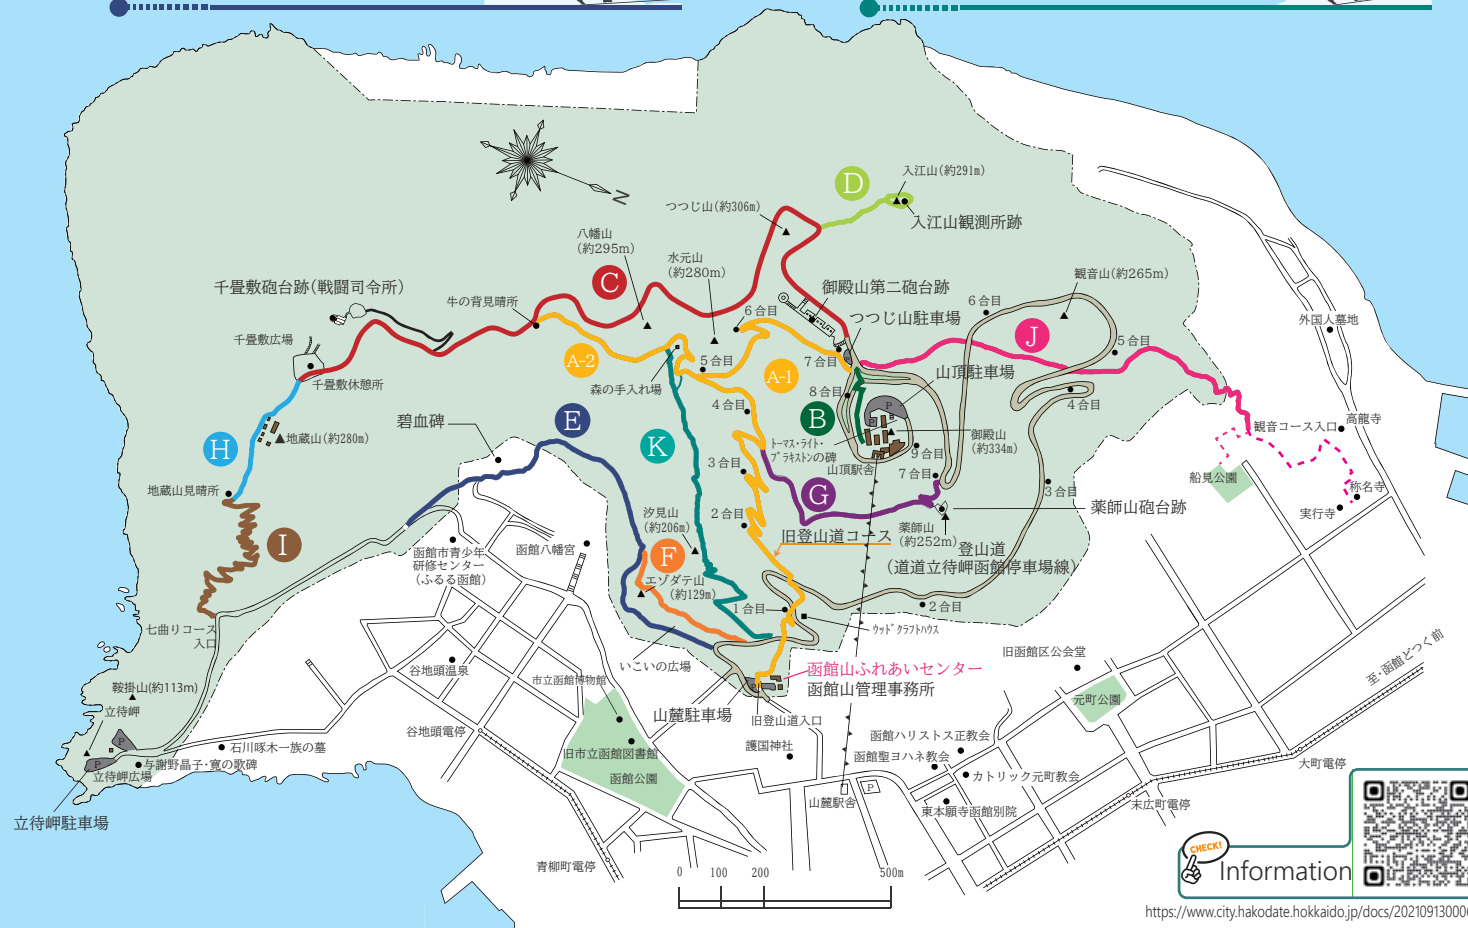 入江山(約291m)
D
つつじ山(約306m)
入江山観測所跡
N
八幡山
(約295m)
水元山
(約280m)
観音山(約265m)
C
千畳敷砲台跡(戦闘司令所)
牛の背見晴所
御殿山第二砲台跡
6合目
6合目
つつじ山駐車場
外国人墓地
J
千畳敷広場
5合目
A-2
5合目
7合目
A-1
山頂駐車場
千畳敷休憩所
森の手入れ場
8合目
P
4合目
4合目
B
E
碧血碑
高龍寺
観音コース入口
地蔵山(約280m)
H
K
トーマス・ライト・
ブラキストンの碑
御殿山
(約334m)
9合目
3合目
山頂駅舎
7合目
船見公園
地蔵山見晴所
G
3合目
称名寺
薬師山砲台跡
実行寺
2合目
汐見山
(約206m)
薬師山
(約252m)
旧登山道コース
I
函館市青少年
研修センター
(ふるる函館)
函館八幡宮
F
登山道
(道道立待岬函館停車場線)
エゾダテ山
(約129m)
1合目
2合目
七曲りコース
入口
ウッドクラフトハウス
いこいの広場
旧函館区公会堂
至・函館どつく前
谷地頭温泉
函館山ふれあいセンター
函館山管理事務所
市立函館博物館
鞍掛山(約113m)
元町公園
立待岬
山麓駐車場
旧登山道入口
谷地頭電停
函館ハリストス正教会
P
石川啄木一族の墓
護国神社
旧市立函館図書館
函館聖ヨハネ教会
P
与謝野晶子・寛の歌碑
大町電停
立待岬広場
函館公園
カトリック元町教会
P
山麓駅舎
末広町電停
東本願寺函館別院
立待岬駐車場
青柳町電停
0 100 200 500m
CHECK!
Information
https://www.city.hakodate.hokkaido.jp/docs/2021091300